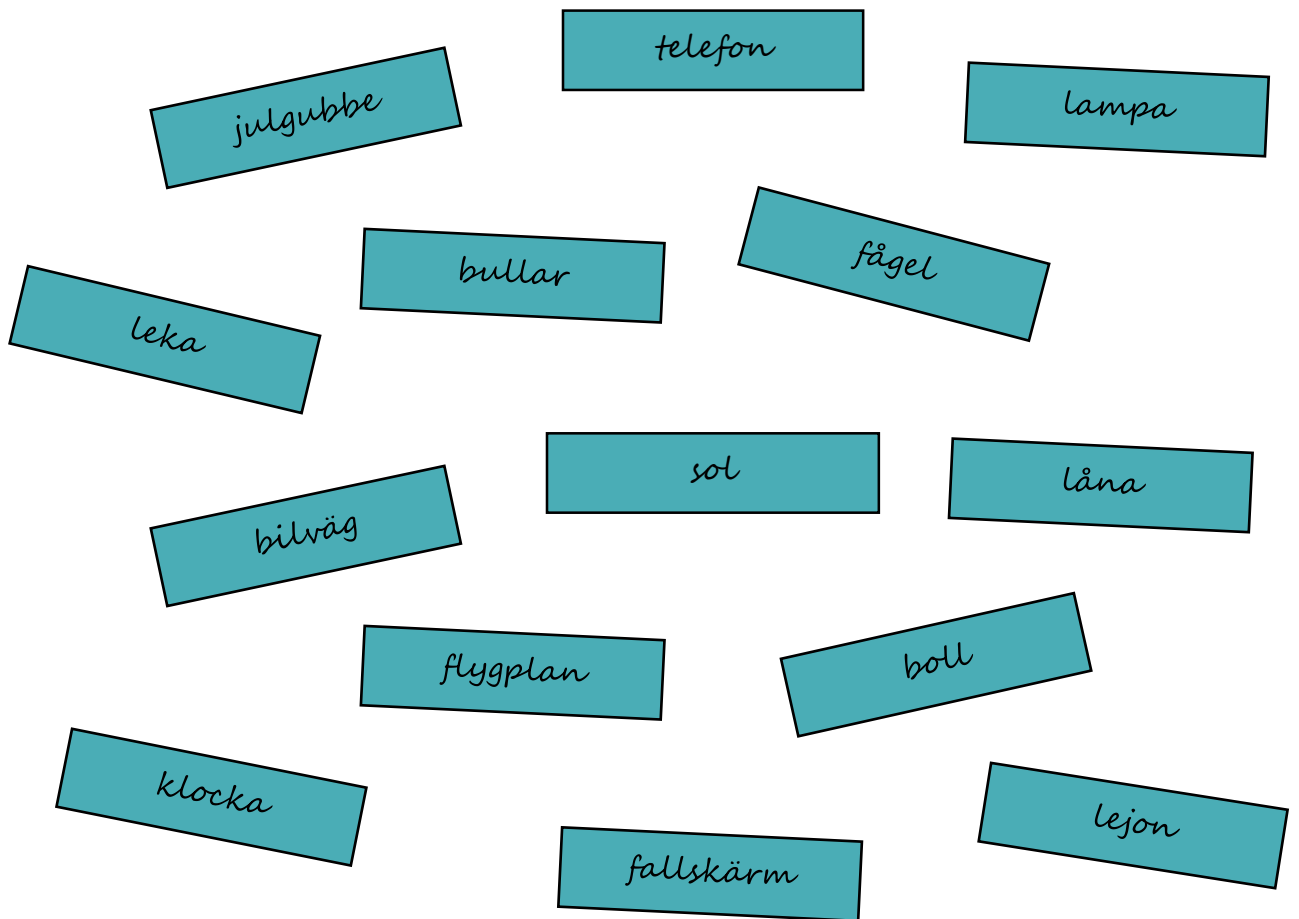 telefon
julgubbe
lampa
bullar
fågel
leka
sol
låna
bilväg
flygplan
boll
klocka
lejon
fallskärm